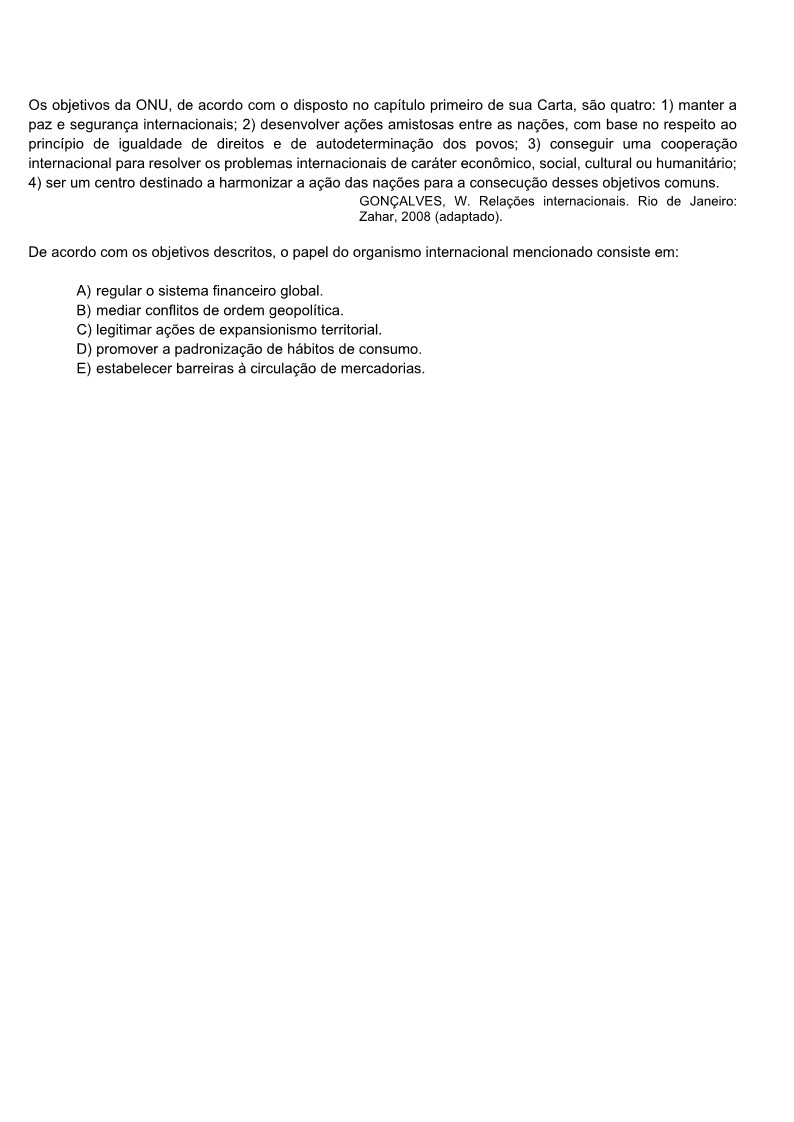 Os objetivos da ONU, de acordo com o disposto no capítulo primeiro de sua Carta, são quatro: 1) manter a
paz e segurança internacionais; 2) desenvolver ações amistosas entre as nações, com base no respeito ao
princípio de igualdade de direitos e de autodeterminação dos povos; 3) conseguir uma cooperação
internacional para resolver os problemas internacionais de caráter econômico, social, cultural ou humanitário;
4) ser um centro destinado a harmonizar a ação das nações para a consecução desses objetivos comuns.
GONÇALVES, W. Relações internacionais. Rio de Janeiro:
Zahar, 2008 (adaptado).
De acordo com os objetivos descritos, o papel do organismo internacional mencionado consiste em:
A) regular o sistema financeiro global.
B) mediar conflitos de ordem geopolítica.
C) legitimar ações de expansionismo territorial.
D) promover a padronização de hábitos de consumo.
E) estabelecer barreiras à circulação de mercadorias.